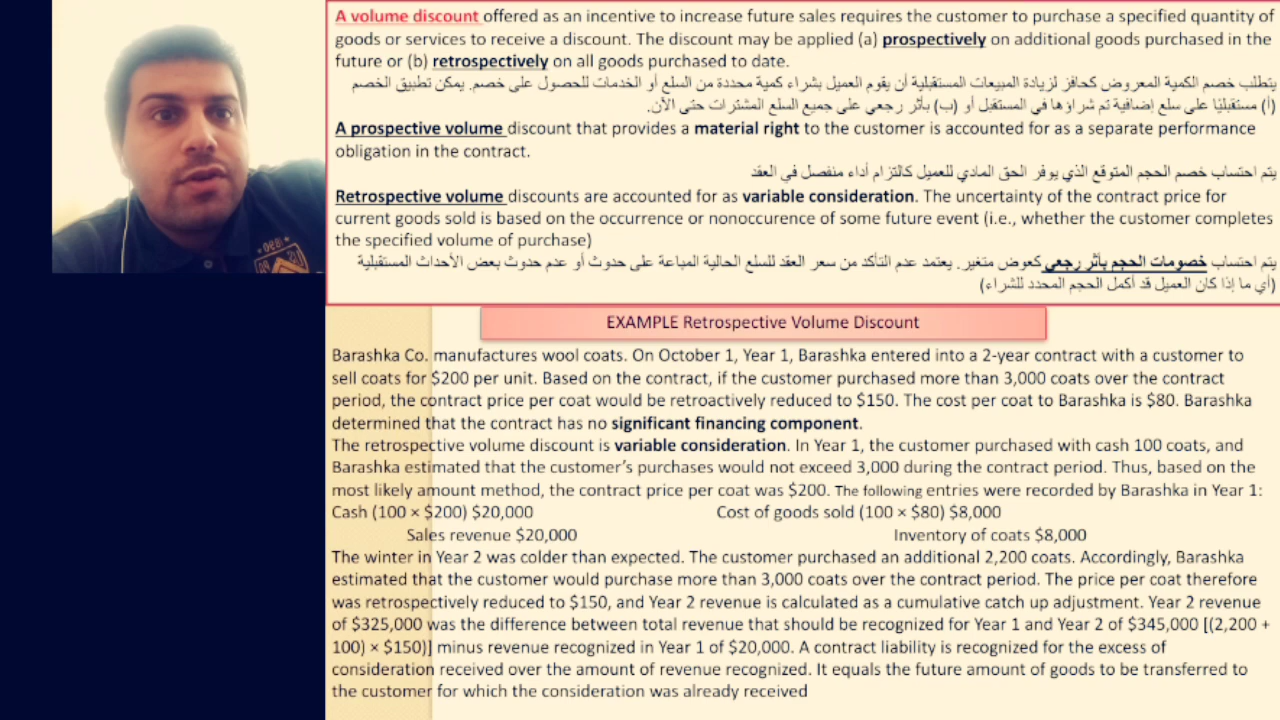 A volume discount offered as an incentive to increase future sales requires the customer to purchase a specified quantity of
goods or services to receive a discount. The discount may be applied (a) prospectively on additional goods purchased in the
future or (b) retrospectively on all goods purchased to date.
يتطلب خصم الكمية المعروض كحافز لزيادة المبيعات المستقبلية أن يقوم العميل بشراء كمية محددة من السلع أو الخدمات للحصول على خصم. يمكن تطبيق الخصم
(أ) مستقبليًا على سلع إضافية تم شراؤها في المستقبل أو (ب) بأثر رجعي على جميع السلع المشتراة حتى الآن.
A prospective volume discount that provides a material right to the customer is accounted for as a separate performance
obligation in the contract.
يتم احتساب خصم الحجم المتوقع الذي يوفر الحق المادي للعميل كالتزام أداء منفصل في العقد
Retrospective volume discounts are accounted for as variable consideration. The uncertainty of the contract price for
current goods sold is based on the occurrence or nonoccurence of some future event (i.e., whether the customer completes
the specified volume of purchase)
يتم احتساب خصومات الحجم بأثر رجعي كعوض متغير. يعتمد عدم التأكد من سعر العقد للسلع الحالية المباعة على حدوث أو عدم حدوث بعض الأحداث المستقبلية
(أي ما إذا كان العميل قد أكمل الحجم المحدد للشراء)
EXAMPLE Retrospective Volume Discount
Barashka Co. manufactures wool coats. On October 1, Year 1, Barashka entered into a 2-year contract with a customer to
sell coats for $200 per unit. Based on the contract, if the customer purchased more than 3,000 coats over the contract
period, the contract price per coat would be retroactively reduced to $150. The cost per coat to Barashka is $80. Barashka
determined that the contract has no significant financing component.
The retrospective volume discount is variable consideration. In Year 1, the customer purchased with cash 100 coats, and
Barashka estimated that the customer's purchases would not exceed 3,000 during the contract period. Thus, based on the
most likely amount method, the contract price per coat was $200. The following entries were recorded by Barashka in Year 1:
Cash (100 × $200) $20,000 Cost of goods sold (100 × $80) $8,000
Sales revenue $20,000 Inventory of coats $8,000
The winter in Year 2 was colder than expected. The customer purchased an additional 2,200 coats. Accordingly, Barashka
estimated that the customer would purchase more than 3,000 coats over the contract period. The price per coat therefore
was retrospectively reduced to $150, and Year 2 revenue is calculated as a cumulative catch up adjustment. Year 2 revenue
of $325,000 was the difference between total revenue that should be recognized for Year 1 and Year 2 of $345,000 [(2,200 +
100) × $150)] minus revenue recognized in Year 1 of $20,000. A contract liability is recognized for the excess of
consideration received over the amount of revenue recognized. It equals the future amount of goods to be transferred to
the customer for which the consideration was already received